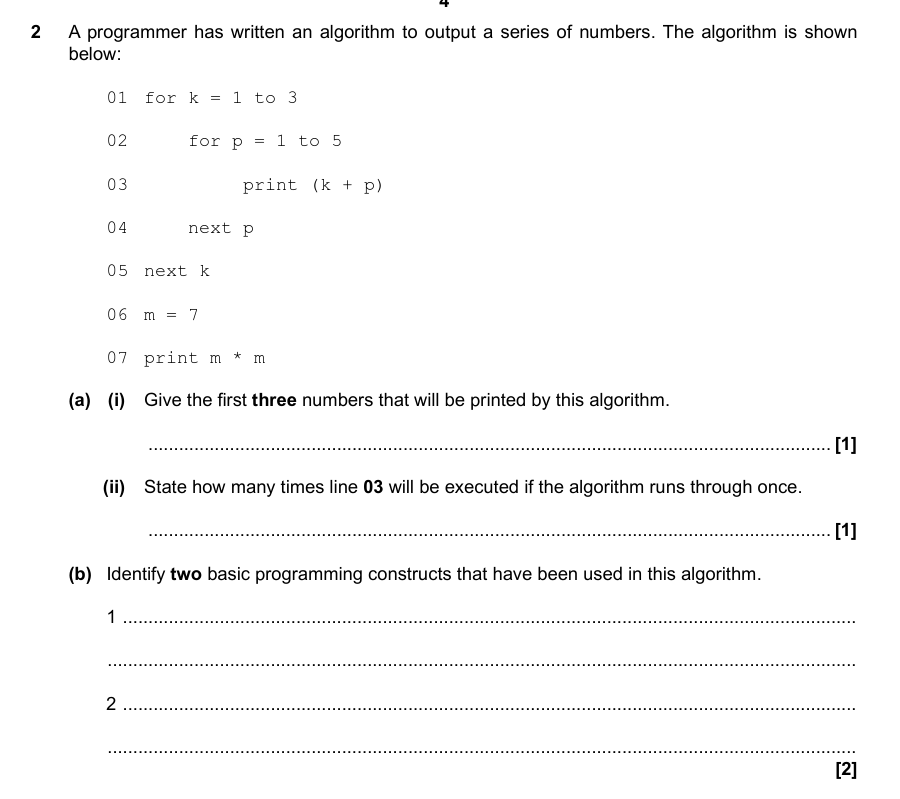 4
2 A programmer has written an algorithm to output a series of numbers. The algorithm is shown
below:
01 for k = 1 to 3
02 for p = 1 to 5
03 print (k + p)
04 next p
05 next k
06 m = 7
07 print m * m
(a) (i) Give the first three numbers that will be printed by this algorithm.
[1]
(ii) State how many times line 03 will be executed if the algorithm runs through once.
[1]
(b) Identify two basic programming constructs that have been used in this algorithm.
1
2
[2]